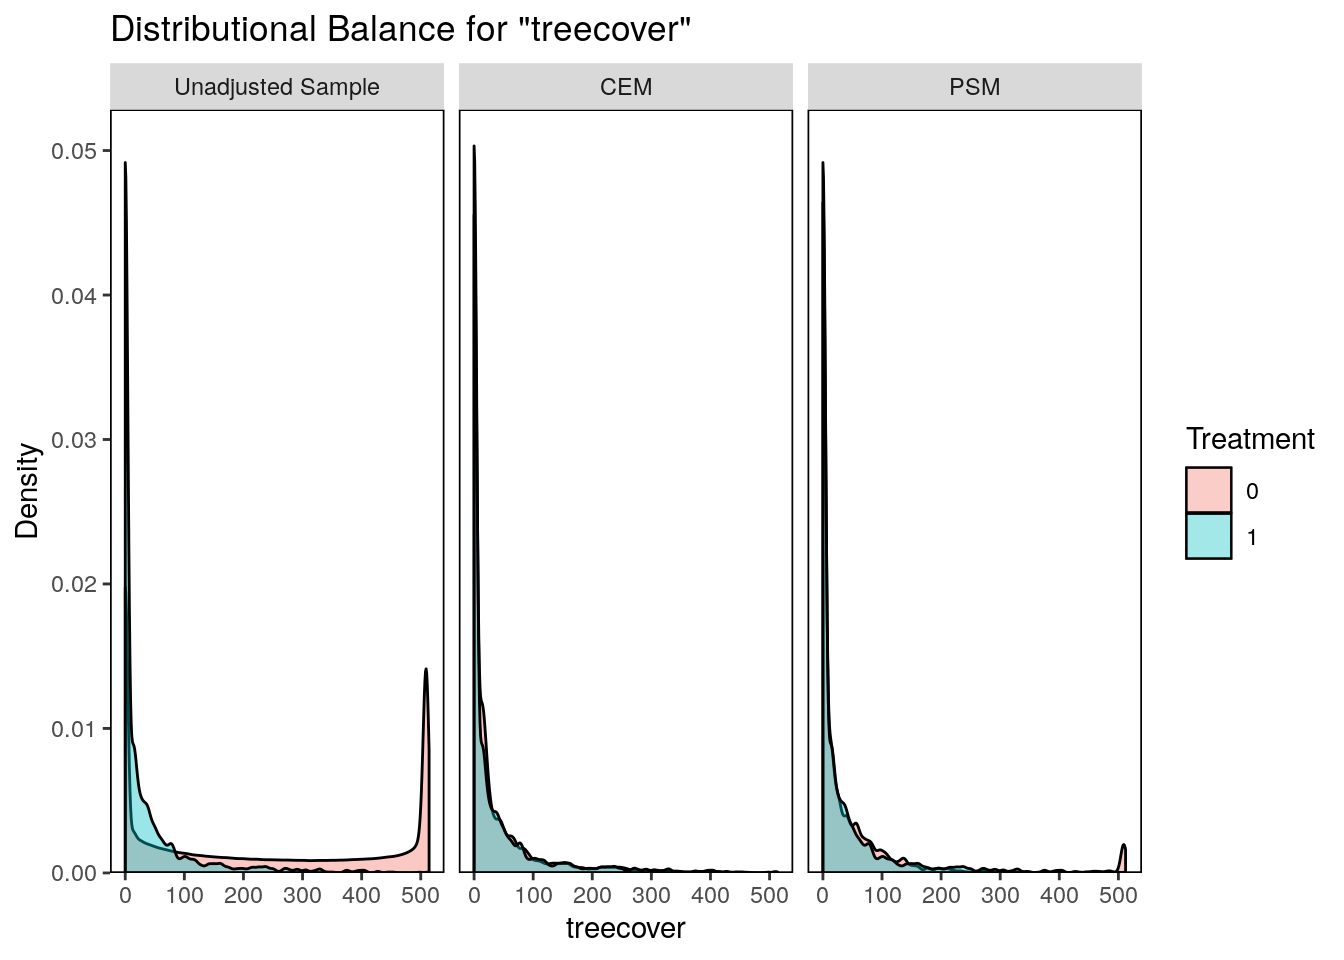 Distributional Balance for "treecover"
Unadjusted Sample
CEM
PSM
Density
0.05
0.04
0.03
0.02
0.01
0.00
0 100 200 300 400 500
0 100 200 300 400 500
0 100 200 300 400 500
treecover
Treatment
0
1